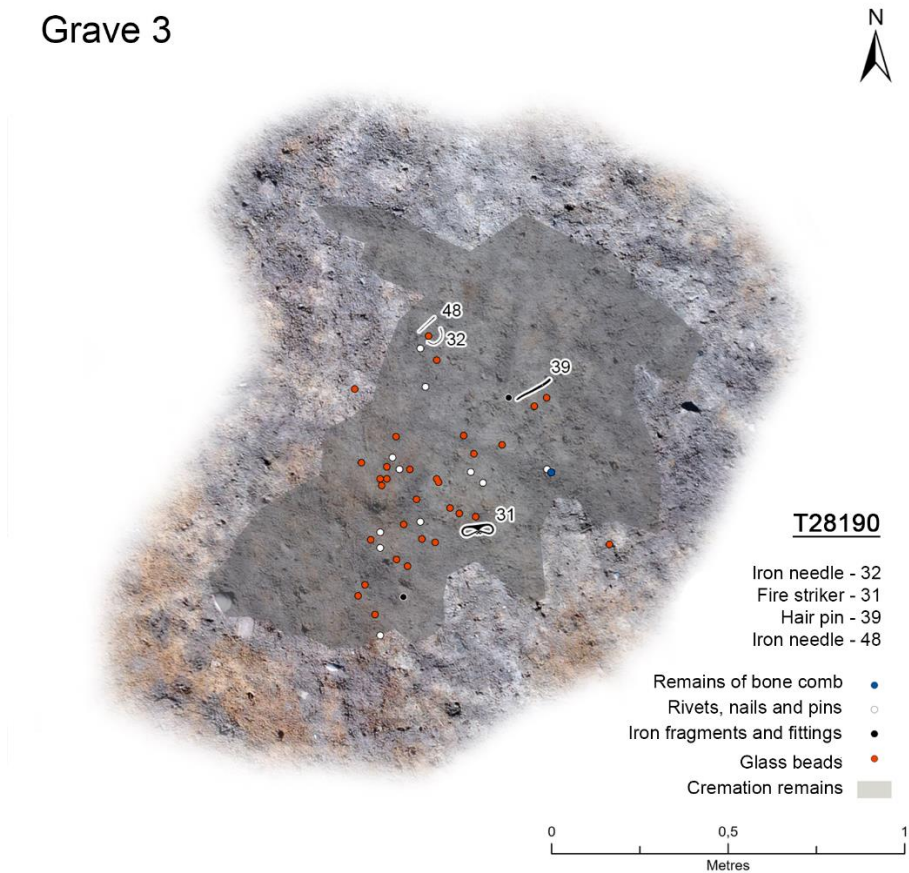 Grave 3
N
48
32
39
31
T28190
Iron needle - 32
Fire striker - 31
Hair pin - 39
Iron needle - 48
Remains of bone comb
Rivets, nails and pins
Iron fragments and fittings
Glass beads
Cremation remains
0 0,5 1
Metres